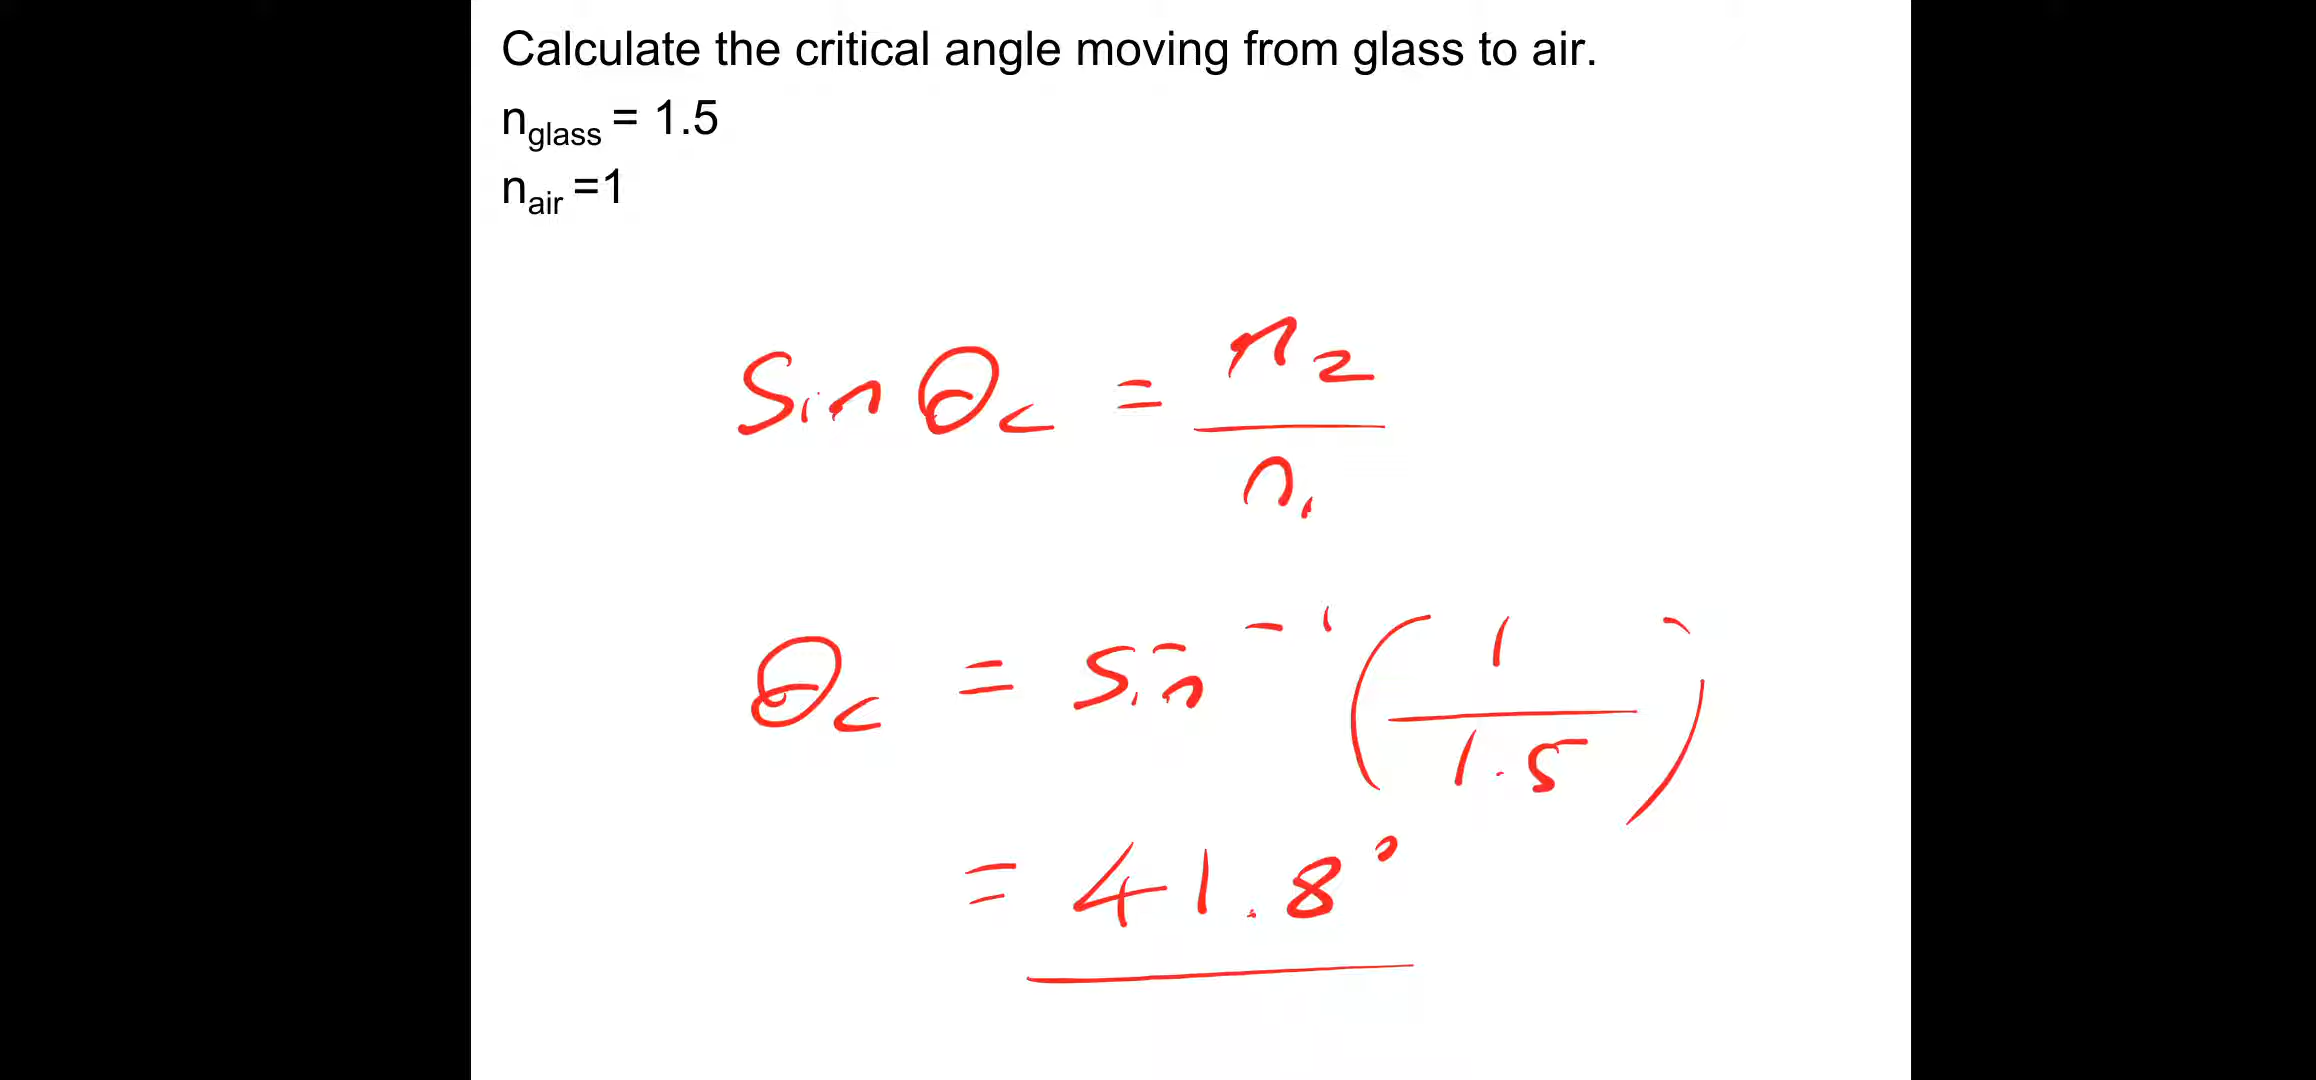 Calculate the critical angle moving from glass to air.
nglass = 1.5
nair =1
Sin θc = n2 / n1
θc = sin-1 (1 / 1.5)
= 41.8°